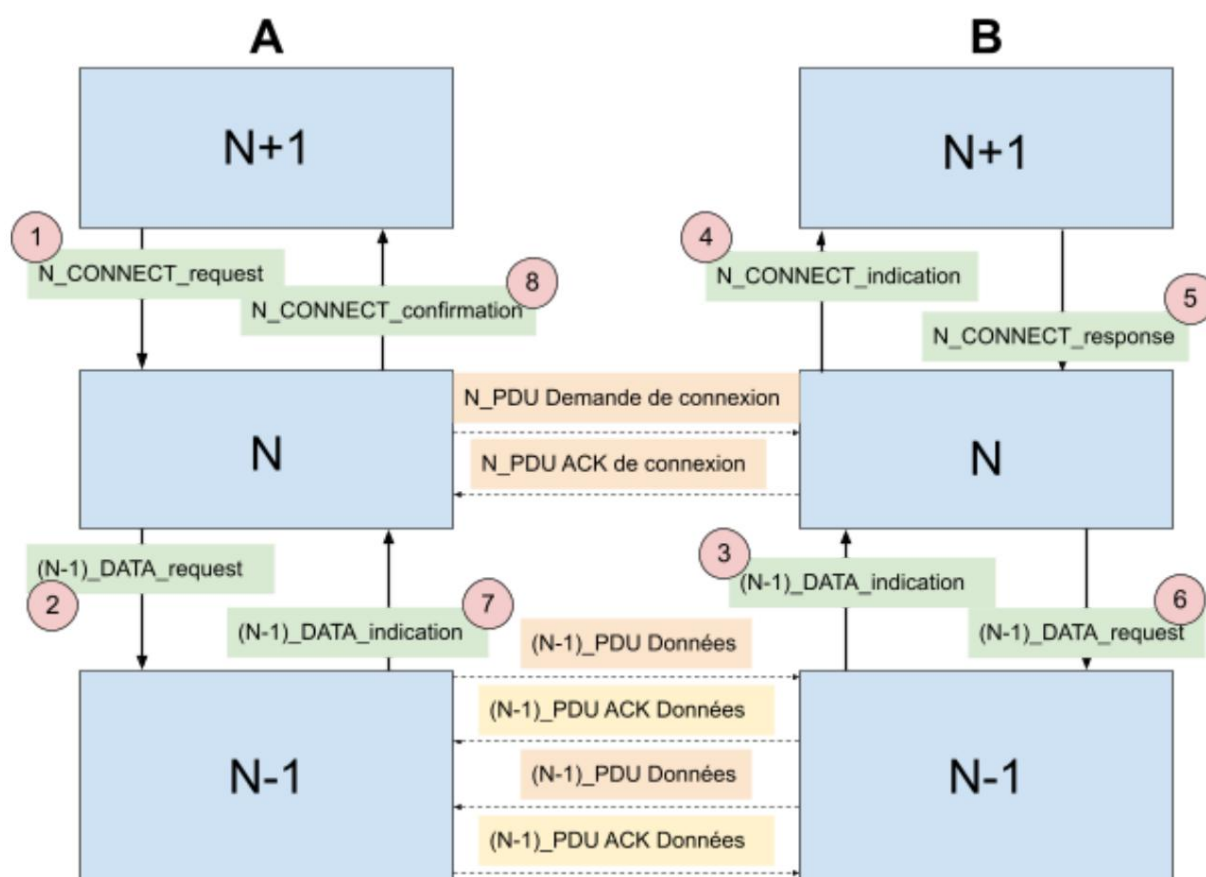 A
B
N+1
N+1
1
4
N_CONNECT_request
8
N_CONNECT_indication
5
N_CONNECT_confirmation
N_CONNECT_response
N_PDU Demande de connexion
N
N_PDU ACK de connexion
N
(N-1)_DATA_request
3
(N-1)_DATA_indication
2
7
6
(N-1)_DATA_indication
(N-1)_DATA_request
(N-1)_PDU Données
(N-1)_PDU ACK Données
N-1
(N-1)_PDU Données
N-1
(N-1)_PDU ACK Données